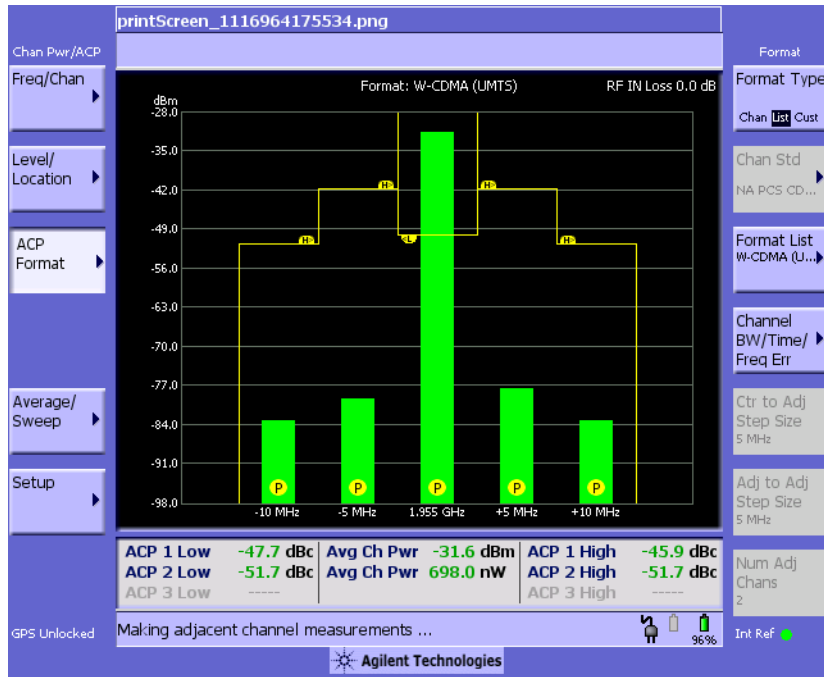 printScreen_1116964175534.png
Chan Pwr/ACP
Freq/Chan
Level/
Location
ACP
Format
Average/
Sweep
Setup
GPS Unlocked
Format: W-CDMA (UMTS) RF IN Loss 0.0 dB
dBm
-28.0
-35.0
-42.0
-49.0
-56.0
-63.0
-70.0
-77.0
-84.0
-91.0
-98.0
H> H>
H> <L H>
P P P P P
-10 MHz -5 MHz 1.955 GHz +5 MHz +10 MHz
ACP 1 Low -47.7 dBc Avg Ch Pwr -31.6 dBm ACP 1 High -45.9 dBc
ACP 2 Low -51.7 dBc Avg Ch Pwr 698.0 nW ACP 2 High -51.7 dBc
ACP 3 Low ----- ACP 3 High -----
Making adjacent channel measurements ...
96%
Agilent Technologies
Format
Format Type
Chan List Cust
Chan Std
NA PCS CD...
Format List
W-CDMA (U...
Channel
BW/Time/
Freq Err
Ctr to Adj
Step Size
5 MHz
Adj to Adj
Step Size
5 MHz
Num Adj
Chans
2
Int Ref